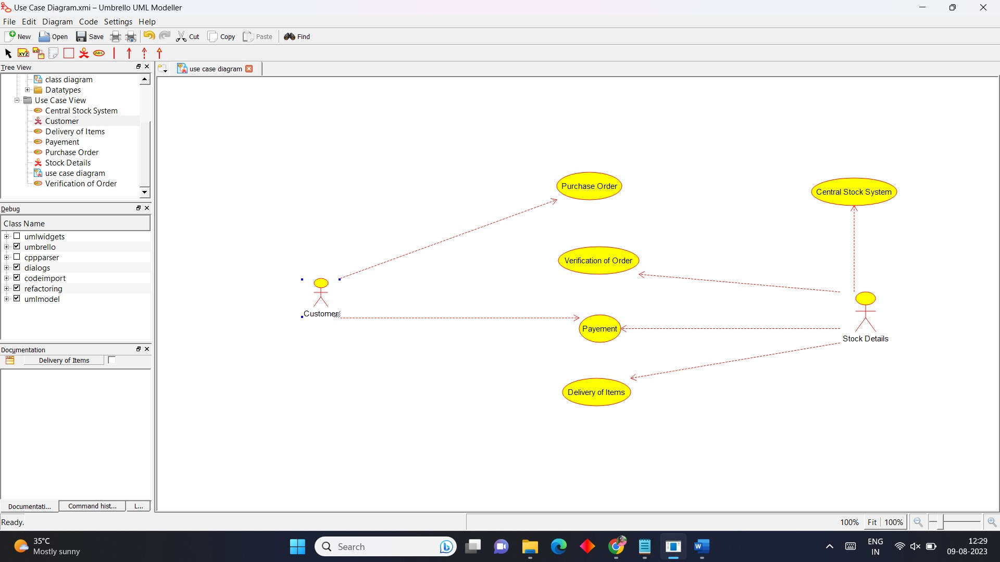 Use Case Diagram.xmi – Umbrello UML Modeller
File Edit Diagram Code Settings Help
New Open Save Cut Copy Paste Find
XYZ XYZ ABC
Tree View
use case diagram
class diagram
Datatypes
Use Case View
Central Stock System
Customer
Delivery of Items
Payement
Purchase Order
Stock Details
use case diagram
Verification of Order
Debug
Class Name
umlwidgets
umbrello
cppparser
dialogs
codeimport
refactoring
umlmodel
Documentation
Delivery of Items
Documentati...
Command hist...
L...
Purchase Order
Central Stock System
Verification of Order
Customer
Payement
Stock Details
Delivery of Items
Ready.
100% Fit 100%
35°C
Mostly sunny
Search
ENG
IN
12:29
09-08-2023